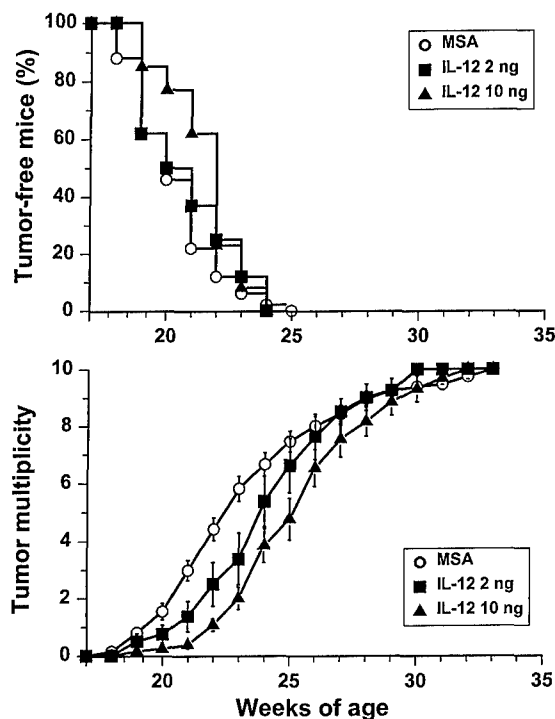 100
80
60
40
20
0
Tumor-free mice (%)
MSA
IL-12 2 ng
IL-12 10 ng
20
25
30
35
10
8
6
4
2
0
Tumor multiplicity
MSA
IL-12 2 ng
IL-12 10 ng
20
25
30
35
Weeks of age